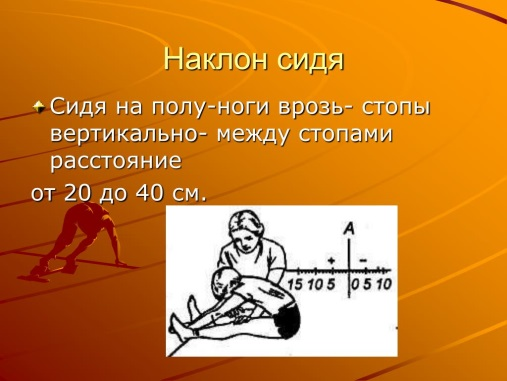 Наклон сидя
Сидя на полу-ноги врозь- стопы
вертикально- между стопами
расстояние
от 20 до 40 см.
А
+ –
15 10 5 0 5 10